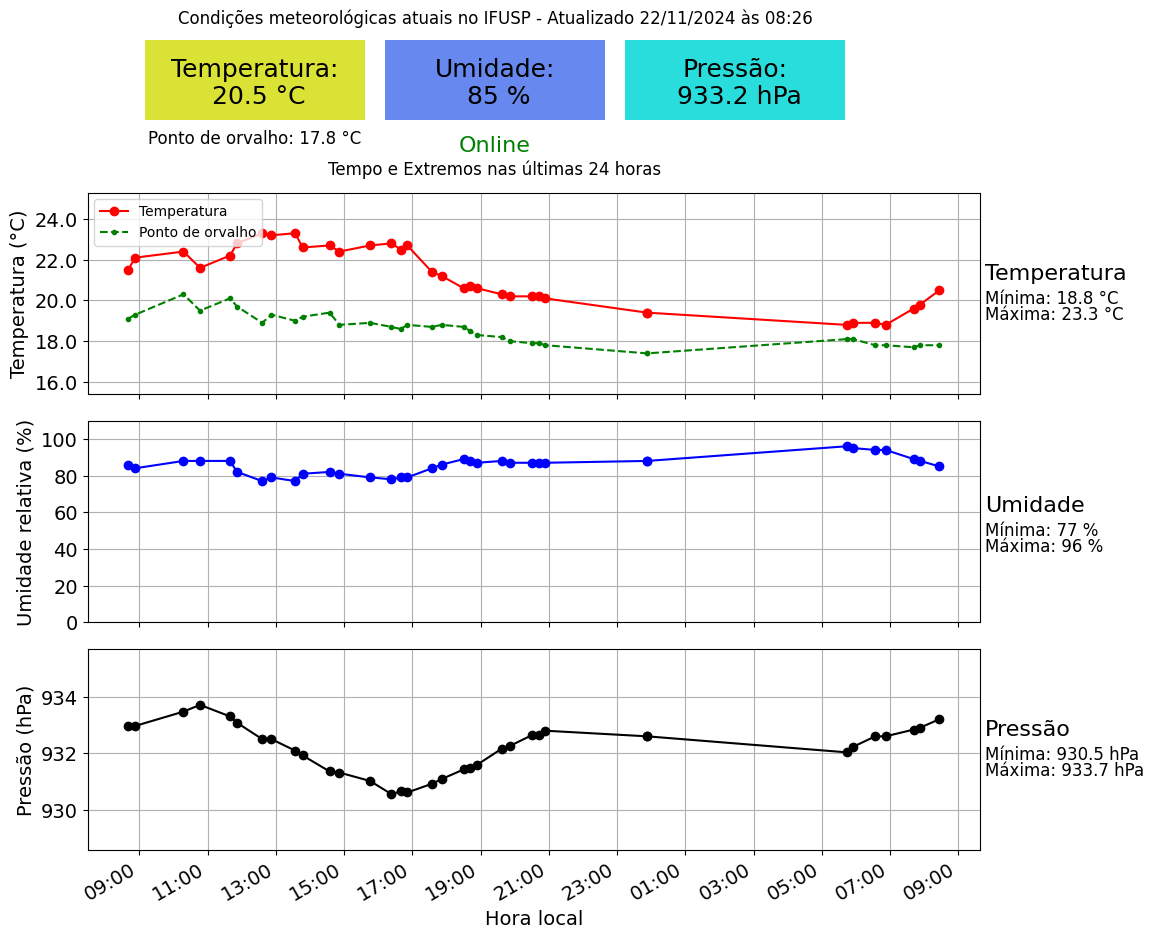 Condições meteorológicas atuais no IFUSP - Atualizado 22/11/2024 às 08:26
Temperatura:
20.5 °C
Umidade:
85 %
Pressão:
933.2 hPa
Ponto de orvalho: 17.8 °C
Online
Tempo e Extremos nas últimas 24 horas
Temperatura (°C)
24.0
22.0
20.0
18.0
16.0
Temperatura
Ponto de orvalho
Temperatura
Mínima: 18.8 °C
Máxima: 23.3 °C
Umidade relativa (%)
100
80
60
40
20
0
Umidade
Mínima: 77 %
Máxima: 96 %
Pressão (hPa)
934
932
930
Pressão
Mínima: 930.5 hPa
Máxima: 933.7 hPa
09:00 11:00 13:00 15:00 17:00 19:00 21:00 23:00 01:00 03:00 05:00 07:00 09:00
Hora local